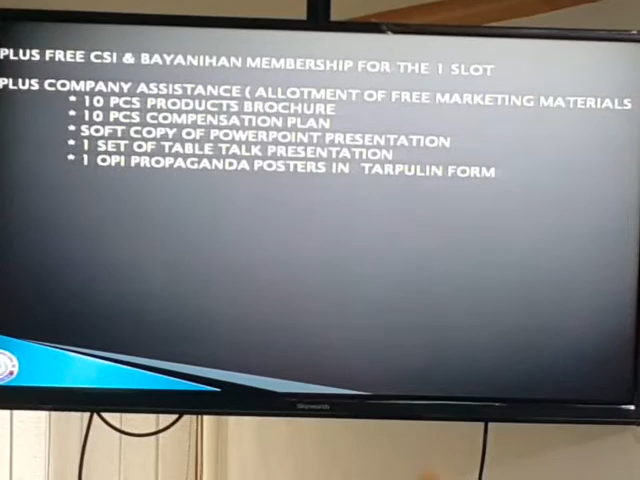 PLUS FREE CSI & BAYANIHAN MEMBERSHIP FOR THE 1 SLOT
PLUS COMPANY ASSISTANCE ( ALLOTMENT OF FREE MARKETING MATERIALS
* 10 PCS PRODUCTS BROCHURE
* 10 PCS COMPENSATION PLAN
* SOFT COPY OF POWERPOINT PRESENTATION
* 1 SET OF TABLE TALK PRESENTATION
* 1 OPI PROPAGANDA POSTERS IN TARPULIN FORM
Skyworth